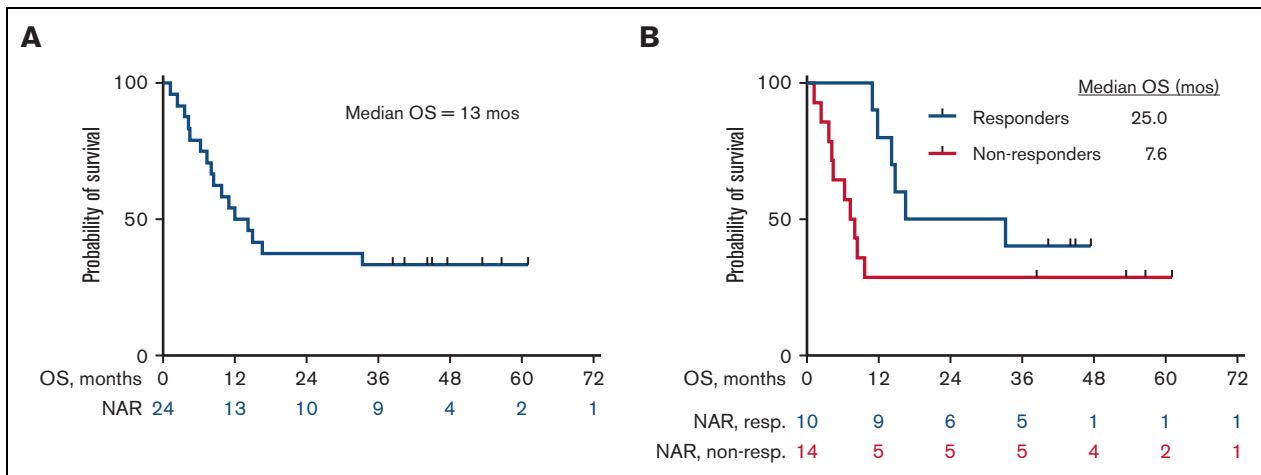 A
Probability of survival
100
50
0
Median OS = 13 mos
OS, months 0 12 24 36 48 60 72
NAR 24 13 10 9 4 2 1
B
Probability of survival
100
50
0
Median OS (mos)
Responders 25.0
Non-responders 7.6
OS, months 0 12 24 36 48 60 72
NAR, resp. 10 9 6 5 1 1 1
NAR, non-resp. 14 5 5 5 4 2 1